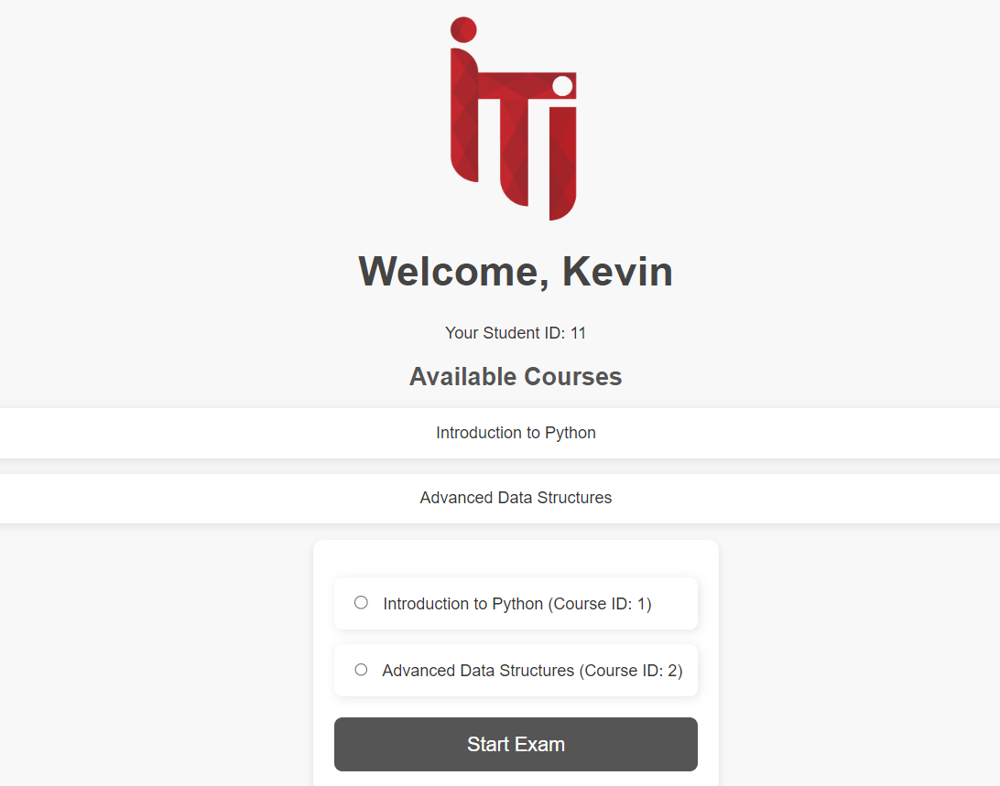 iTi
Welcome, Kevin
Your Student ID: 11
Available Courses
Introduction to Python
Advanced Data Structures
Introduction to Python (Course ID: 1)
Advanced Data Structures (Course ID: 2)
Start Exam